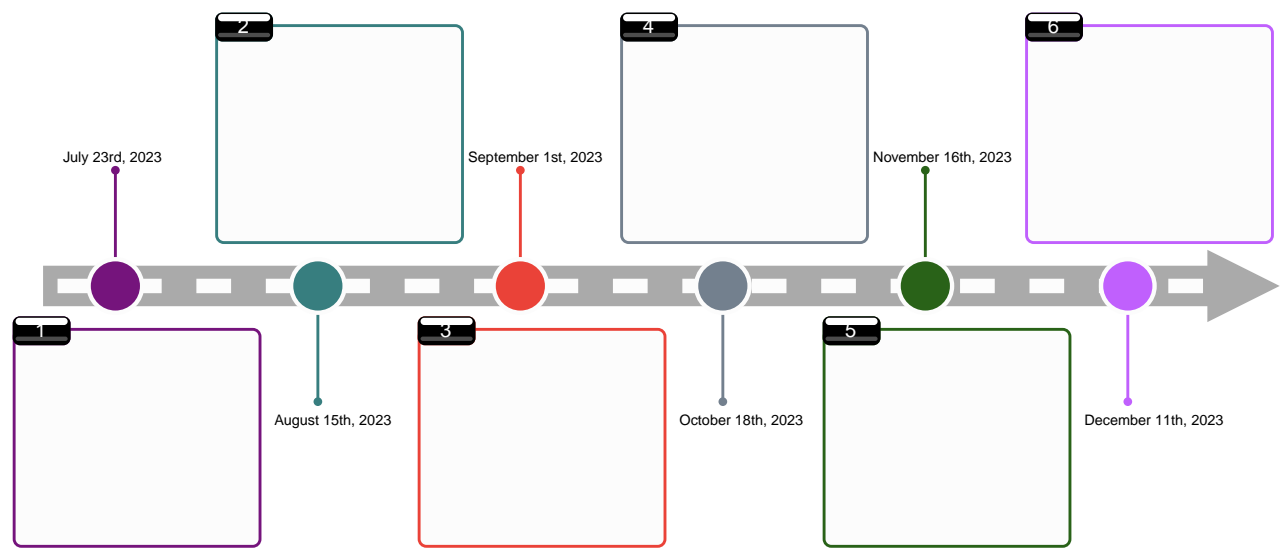 2
4
6
July 23rd, 2023
September 1st, 2023
November 16th, 2023
1
3
5
August 15th, 2023
October 18th, 2023
December 11th, 2023